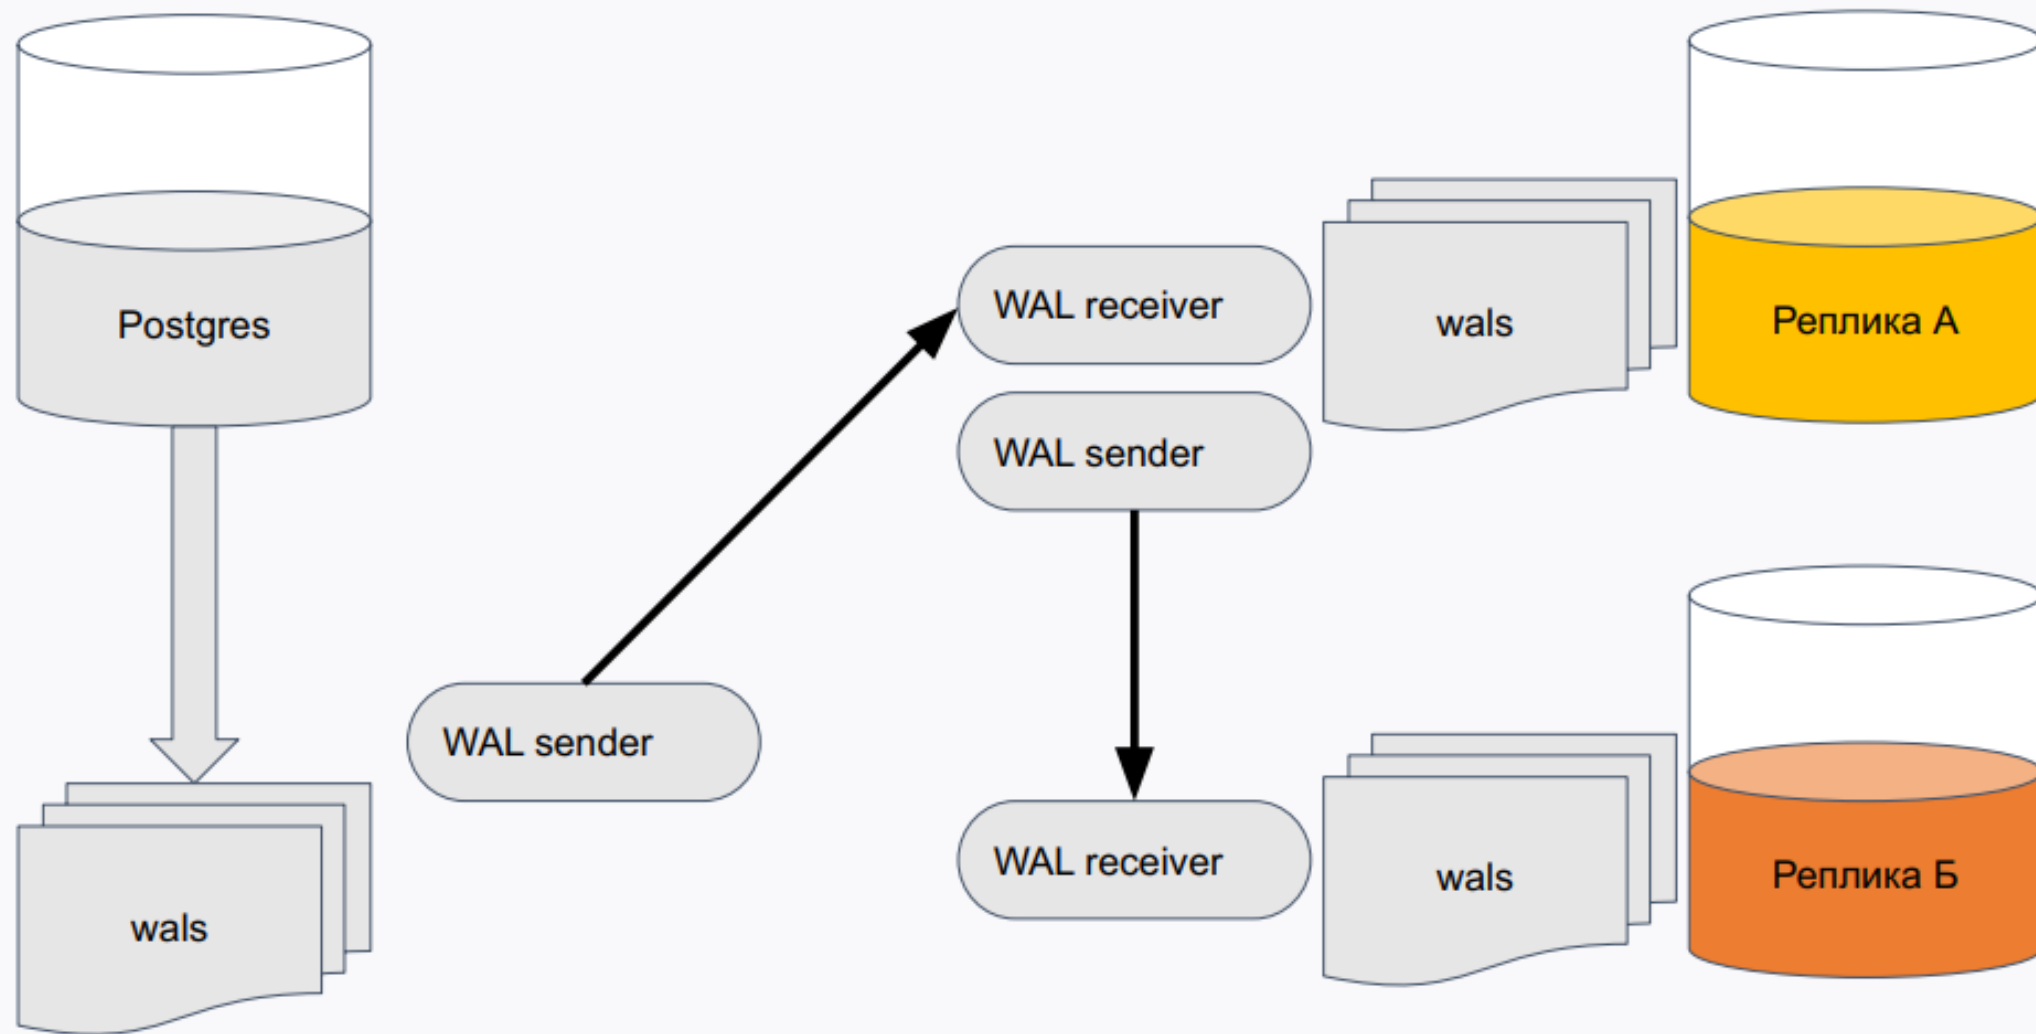 Postgres
WAL receiver
wals
Реплика А
WAL sender
WAL sender
WAL receiver
wals
Реплика Б
wals